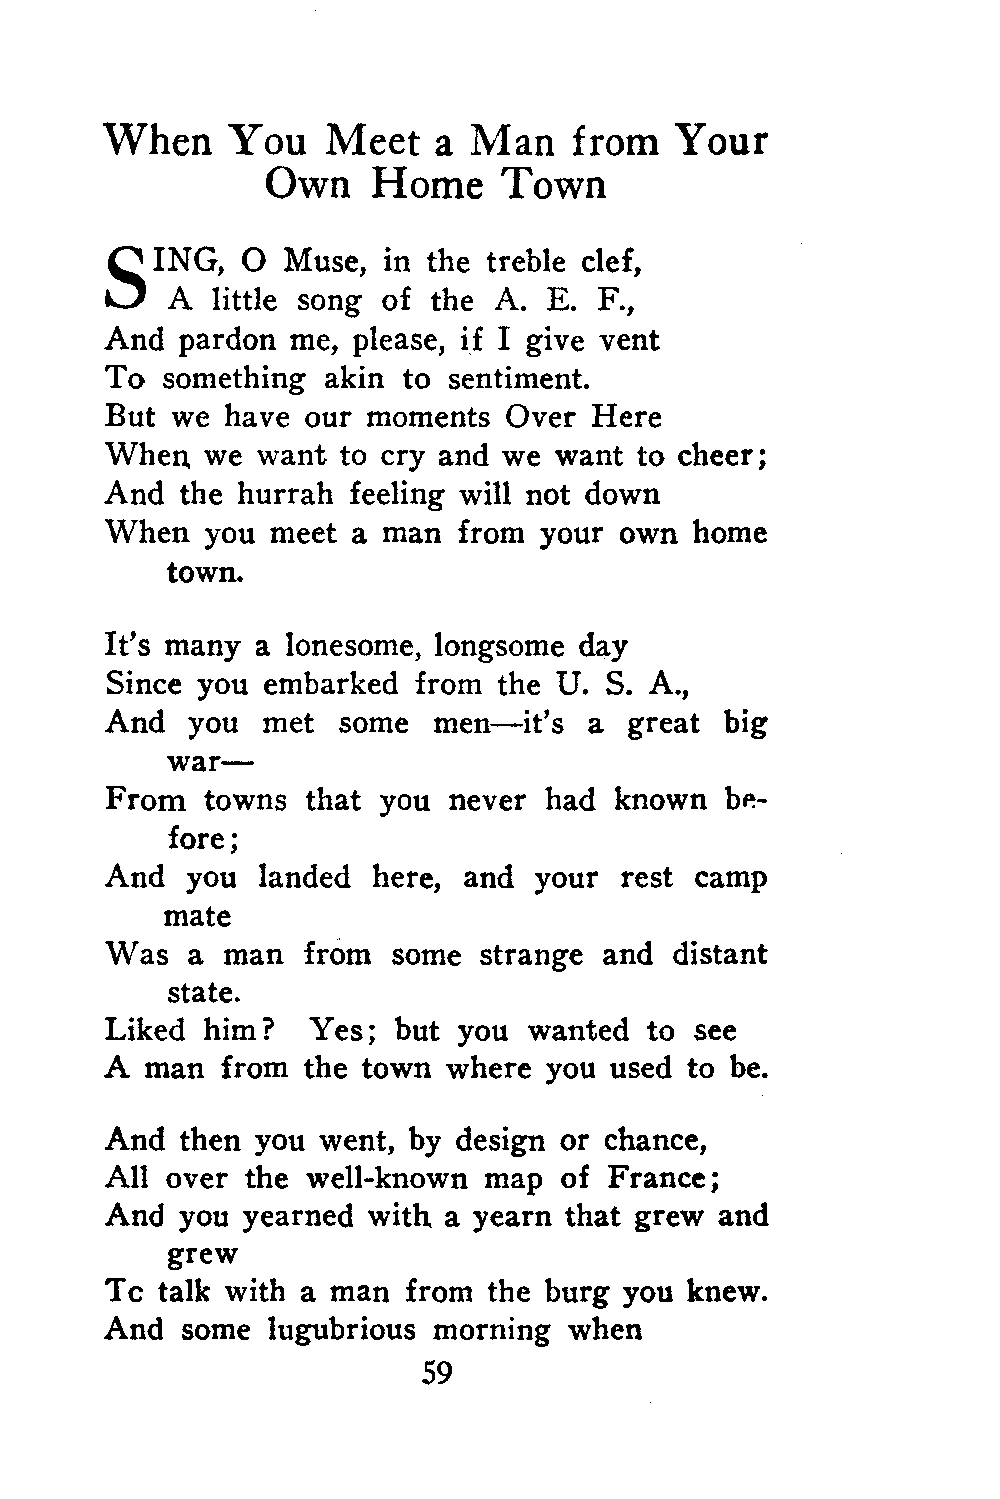 When You Meet a Man from Your
Own Home Town
SING, O Muse, in the treble clef,
A little song of the A. E. F.,
And pardon me, please, if I give vent
To something akin to sentiment.
But we have our moments Over Here
When we want to cry and we want to cheer;
And the hurrah feeling will not down
When you meet a man from your own home
town.
It's many a lonesome, longsome day
Since you embarked from the U. S. A.,
And you met some men—it's a great big
war—
From towns that you never had known be-
fore;
And you landed here, and your rest camp
mate
Was a man from some strange and distant
state.
Liked him? Yes; but you wanted to see
A man from the town where you used to be.
And then you went, by design or chance,
All over the well-known map of France;
And you yearned with a yearn that grew and
grew
To talk with a man from the burg you knew.
And some lugubrious morning when
59